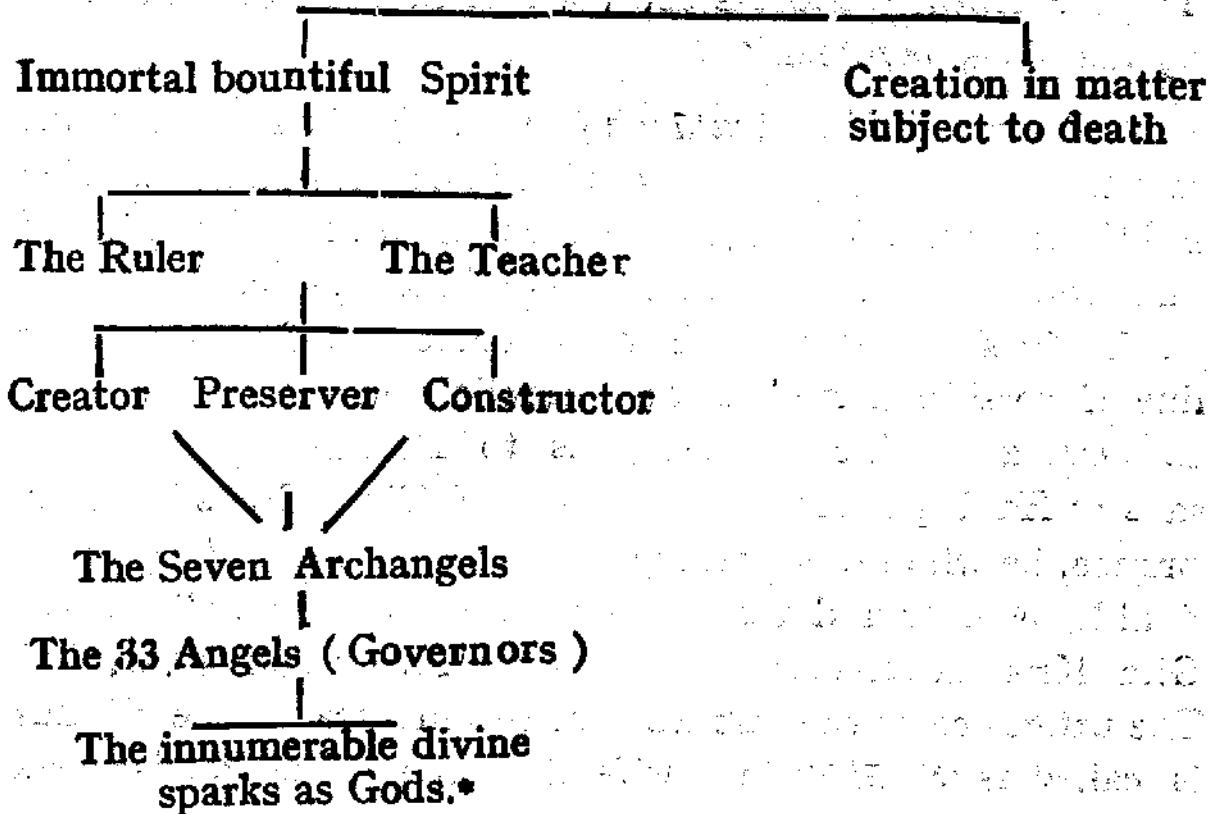 Immortal bountiful Spirit
Creation in matter
subject to death
The Ruler The Teacher
Creator Preserver Constructor
The Seven Archangels
The 33 Angels ( Governors )
The innumerable divine
sparks as Gods.*